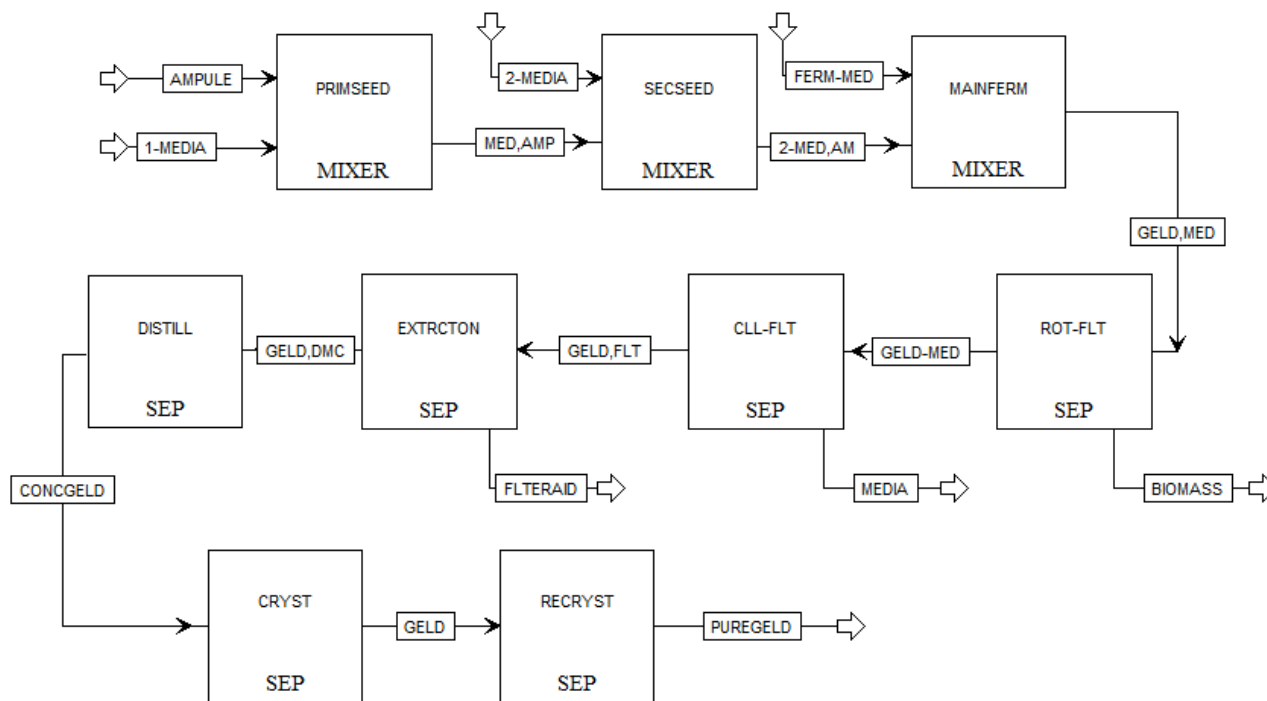 AMPULE
1-MEDIA
PRIMSEED
MIXER
MED,AMP
2-MEDIA
SECSEED
MIXER
2-MED,AM
FERM-MED
MAINFERM
MIXER
GELD,MED
ROT-FLT
SEP
BIOMASS
GELD-MED
CLL-FLT
SEP
MEDIA
GELD,FLT
EXTRCTON
SEP
FLTERAID
GELD,DMC
DISTILL
SEP
CONCGELD
CRYST
SEP
GELD
RECRYST
SEP
PUREGELD